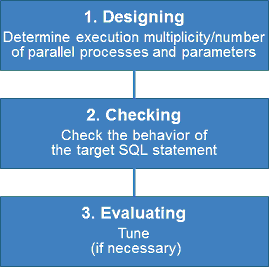 1. Designing
Determine execution multiplicity/number
of parallel processes and parameters
2. Checking
Check the behavior of
the target SQL statement
3. Evaluating
Tune
(if necessary)